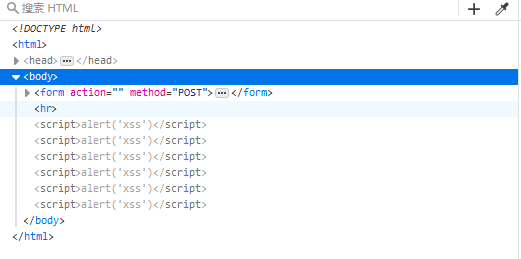 搜索 HTML
<!DOCTYPE html>
<html>
<head> ••• </head>
<body>
<form action="" method="POST"> ••• </form>
<hr>
<script>alert('xss')</script>
<script>alert('xss')</script>
<script>alert('xss')</script>
<script>alert('xss')</script>
<script>alert('xss')</script>
<script>alert('xss')</script>
</body>
</html>